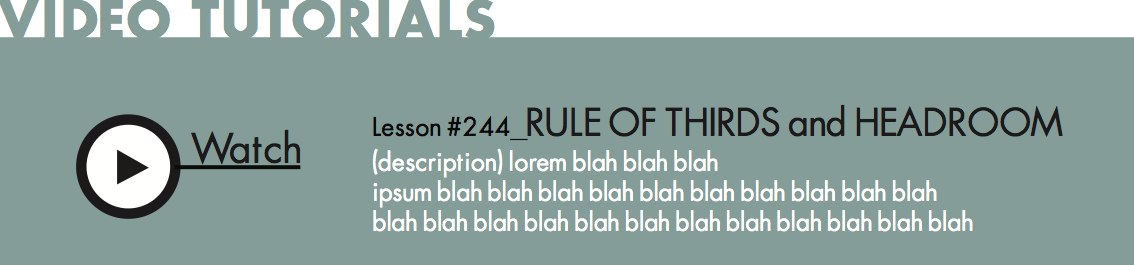 VIDEO TUTORIALS
Watch
Lesson #244_RULE OF THIRDS and HEADROOM
(description) lorem blah blah blah
ipsum blah blah blah blah blah blah blah blah blah blah
blah blah blah blah blah blah blah blah blah blah blah blah